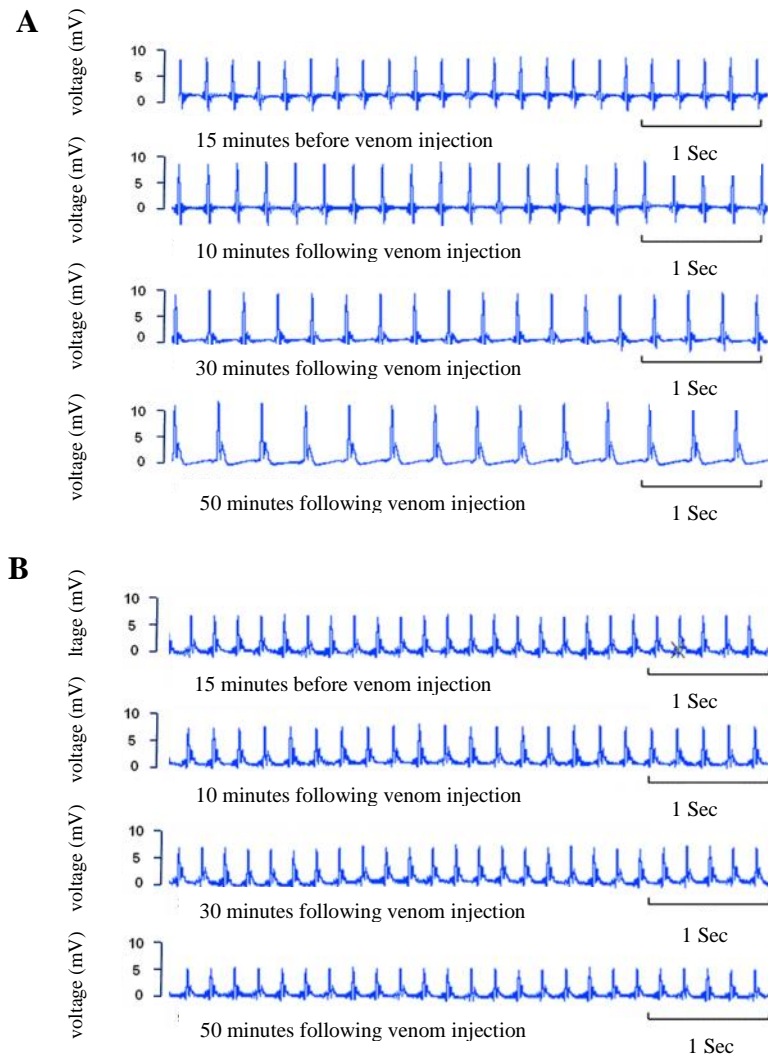 A
voltage (mV)
10
5
0
15 minutes before venom injection
1 Sec
voltage (mV)
10
5
0
10 minutes following venom injection
1 Sec
voltage (mV)
10
5
0
30 minutes following venom injection
1 Sec
voltage (mV)
10
5
0
50 minutes following venom injection
1 Sec
B
ltage (mV)
10
5
0
15 minutes before venom injection
1 Sec
voltage (mV)
10
5
0
10 minutes following venom injection
1 Sec
voltage (mV)
10
5
0
30 minutes following venom injection
1 Sec
voltage (mV)
10
5
0
50 minutes following venom injection
1 Sec